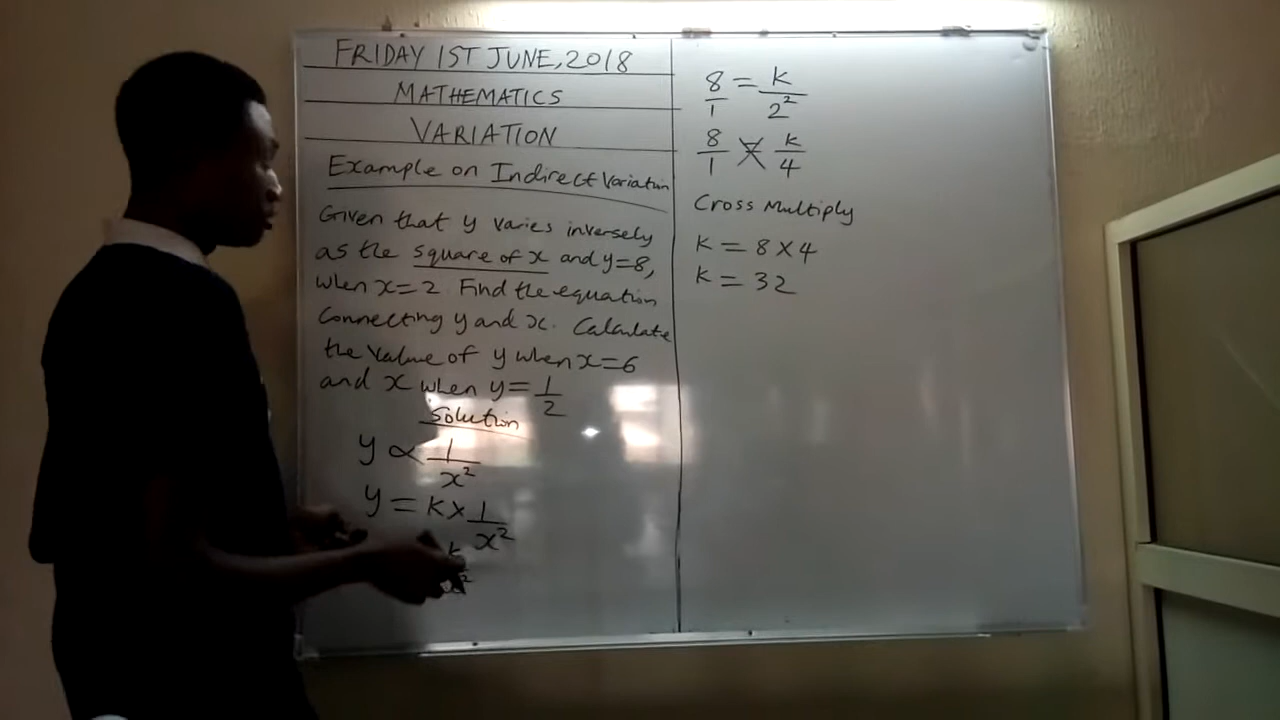 FRIDAY 1ST JUNE, 2018
MATHEMATICS
VARIATION
Example on Indirect Variation
Given that y varies inversely
as the square of x and y=8,
when x=2. Find the equation
connecting y and x. Calculate
the value of y when x=6
and x when y=1/2
Solution
y ∝ 1/x²
y = k × 1/x²
k/x²
8/1 = k/2²
8/1 × k/4
Cross Multiply
k = 8 × 4
k = 32